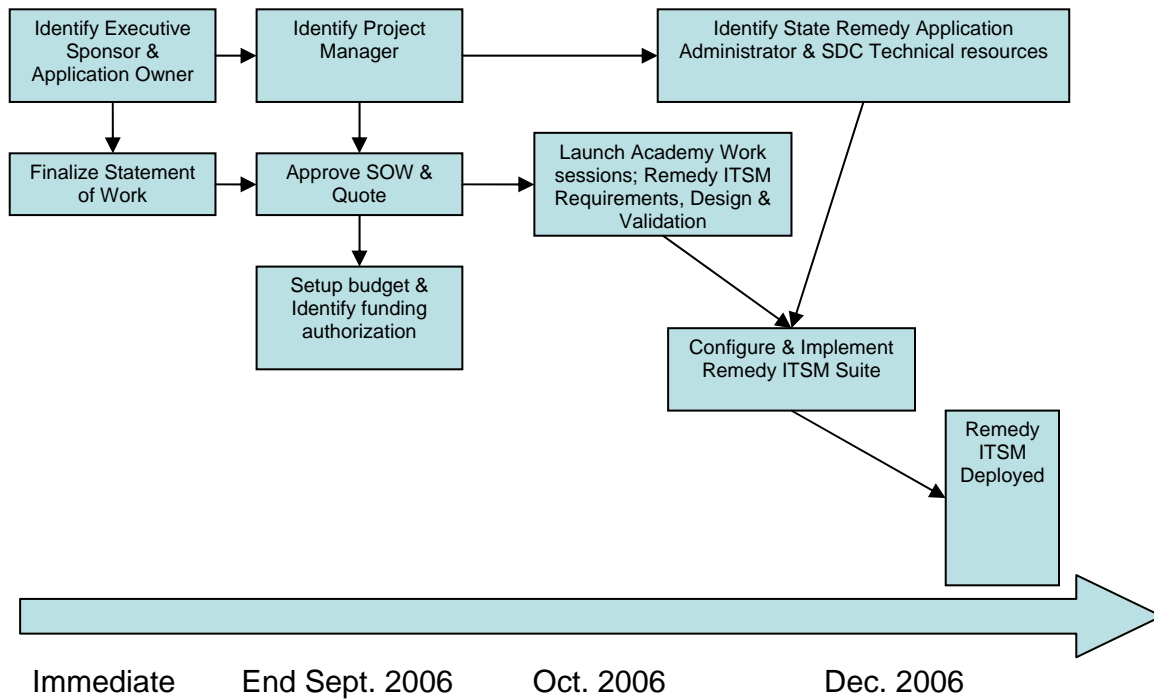 Identify Executive
Sponsor &
Application Owner
Identify Project
Manager
Identify State Remedy Application
Administrator & SDC Technical resources
Finalize Statement
of Work
Approve SOW &
Quote
Launch Academy Work
sessions; Remedy ITSM
Requirements, Design &
Validation
Setup budget &
Identify funding
authorization
Configure & Implement
Remedy ITSM Suite
Remedy
ITSM
Deployed
Immediate
End Sept. 2006
Oct. 2006
Dec. 2006